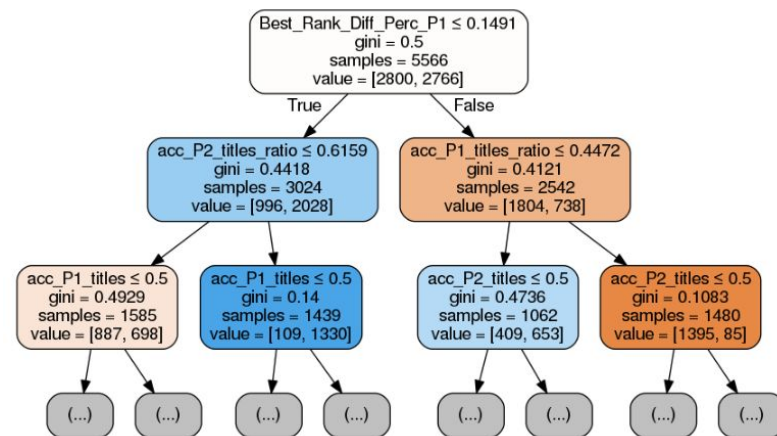 Best_Rank_Diff_Perc_P1 ≤ 0.1491
gini = 0.5
samples = 5566
value = [2800, 2766]
True
False
acc_P2_titles_ratio ≤ 0.6159
gini = 0.4418
samples = 3024
value = [996, 2028]
acc_P1_titles_ratio ≤ 0.4472
gini = 0.4121
samples = 2542
value = [1804, 738]
acc_P1_titles ≤ 0.5
gini = 0.4929
samples = 1585
value = [887, 698]
acc_P1_titles ≤ 0.5
gini = 0.14
samples = 1439
value = [109, 1330]
acc_P2_titles ≤ 0.5
gini = 0.4736
samples = 1062
value = [409, 653]
acc_P2_titles ≤ 0.5
gini = 0.1083
samples = 1480
value = [1395, 85]
(...)
(...)
(...)
(...)
(...)
(...)
(...)
(...)